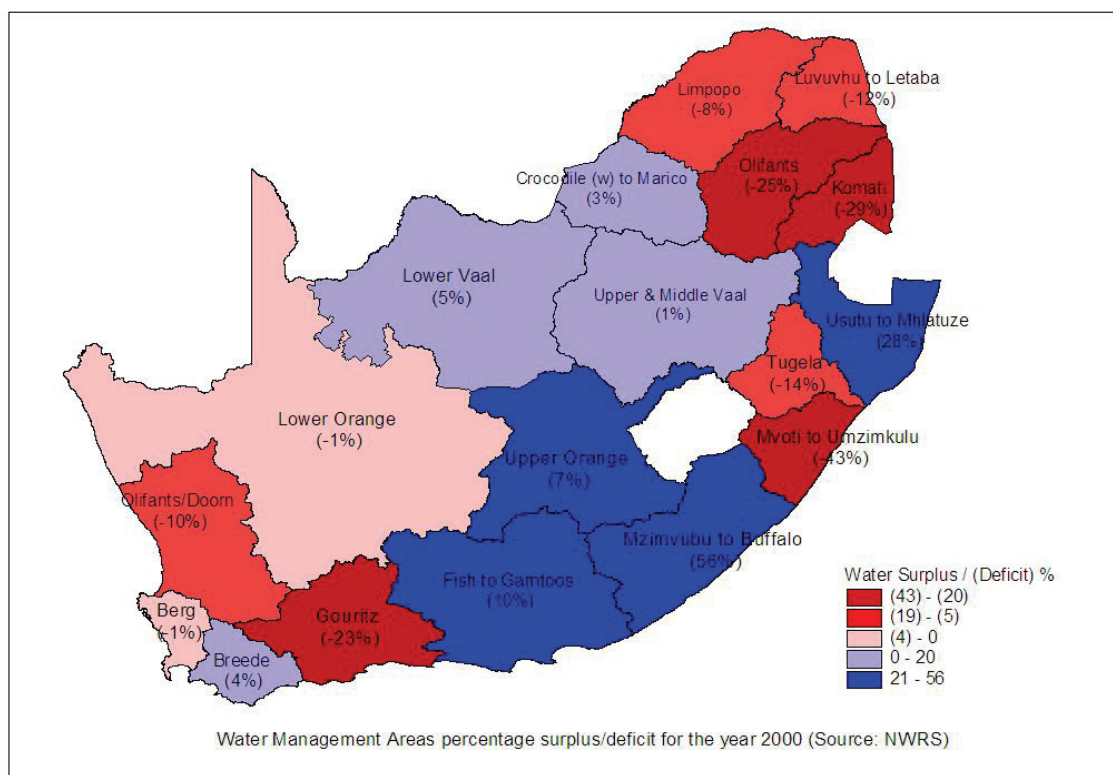 Limpopo
(-8%)
Luvuvhu to Letaba
(-12%)
Olifants
(-25%)
Komati
(-29%)
Crocodile (w) to Marico
(3%)
Lower Vaal
(5%)
Upper & Middle Vaal
(1%)
Usutu to Mhlatuze
(28%)
Tugela
(-14%)
Lower Orange
(-1%)
Mvoti to Umzimkulu
(-43%)
Upper Orange
(7%)
Olifants/Doorn
(-10%)
Mzimvubu to Buffalo
(56%)
Fish to Gamtoos
(10%)
Gouritz
(-23%)
Berg
(-1%)
Breede
(4%)
Water Surplus / (Deficit) %
(43) - (20)
(19) - (5)
(4) - 0
0 - 20
21 - 56
Water Management Areas percentage surplus/deficit for the year 2000 (Source: NWRS)